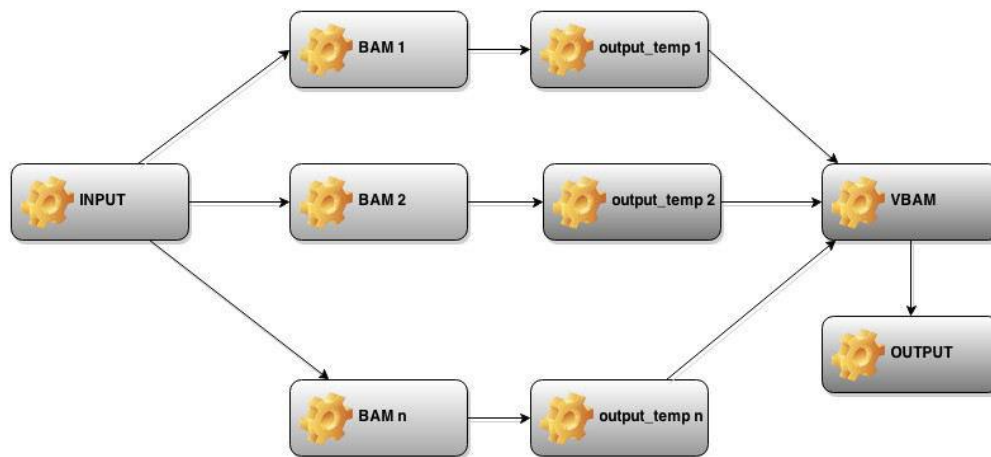 BAM 1
output_temp 1
INPUT
BAM 2
output_temp 2
VBAM
OUTPUT
BAM n
output_temp n